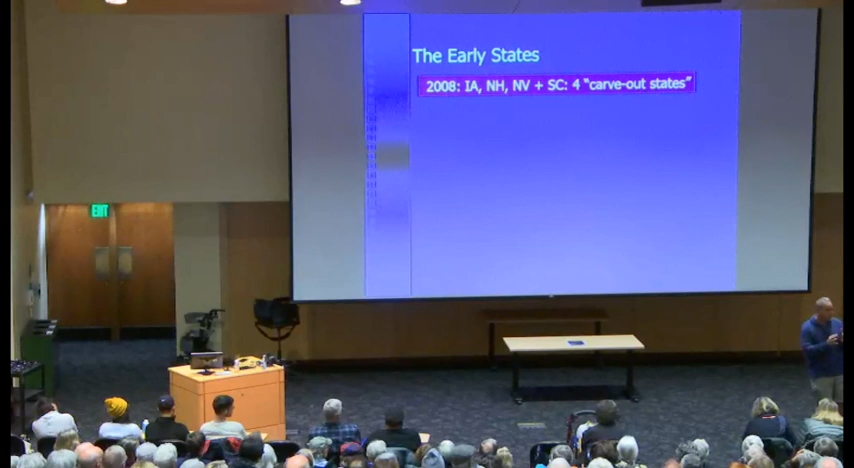 The Early States
2008: IA, NH, NV + SC: 4 “carve-out states”
EXIT